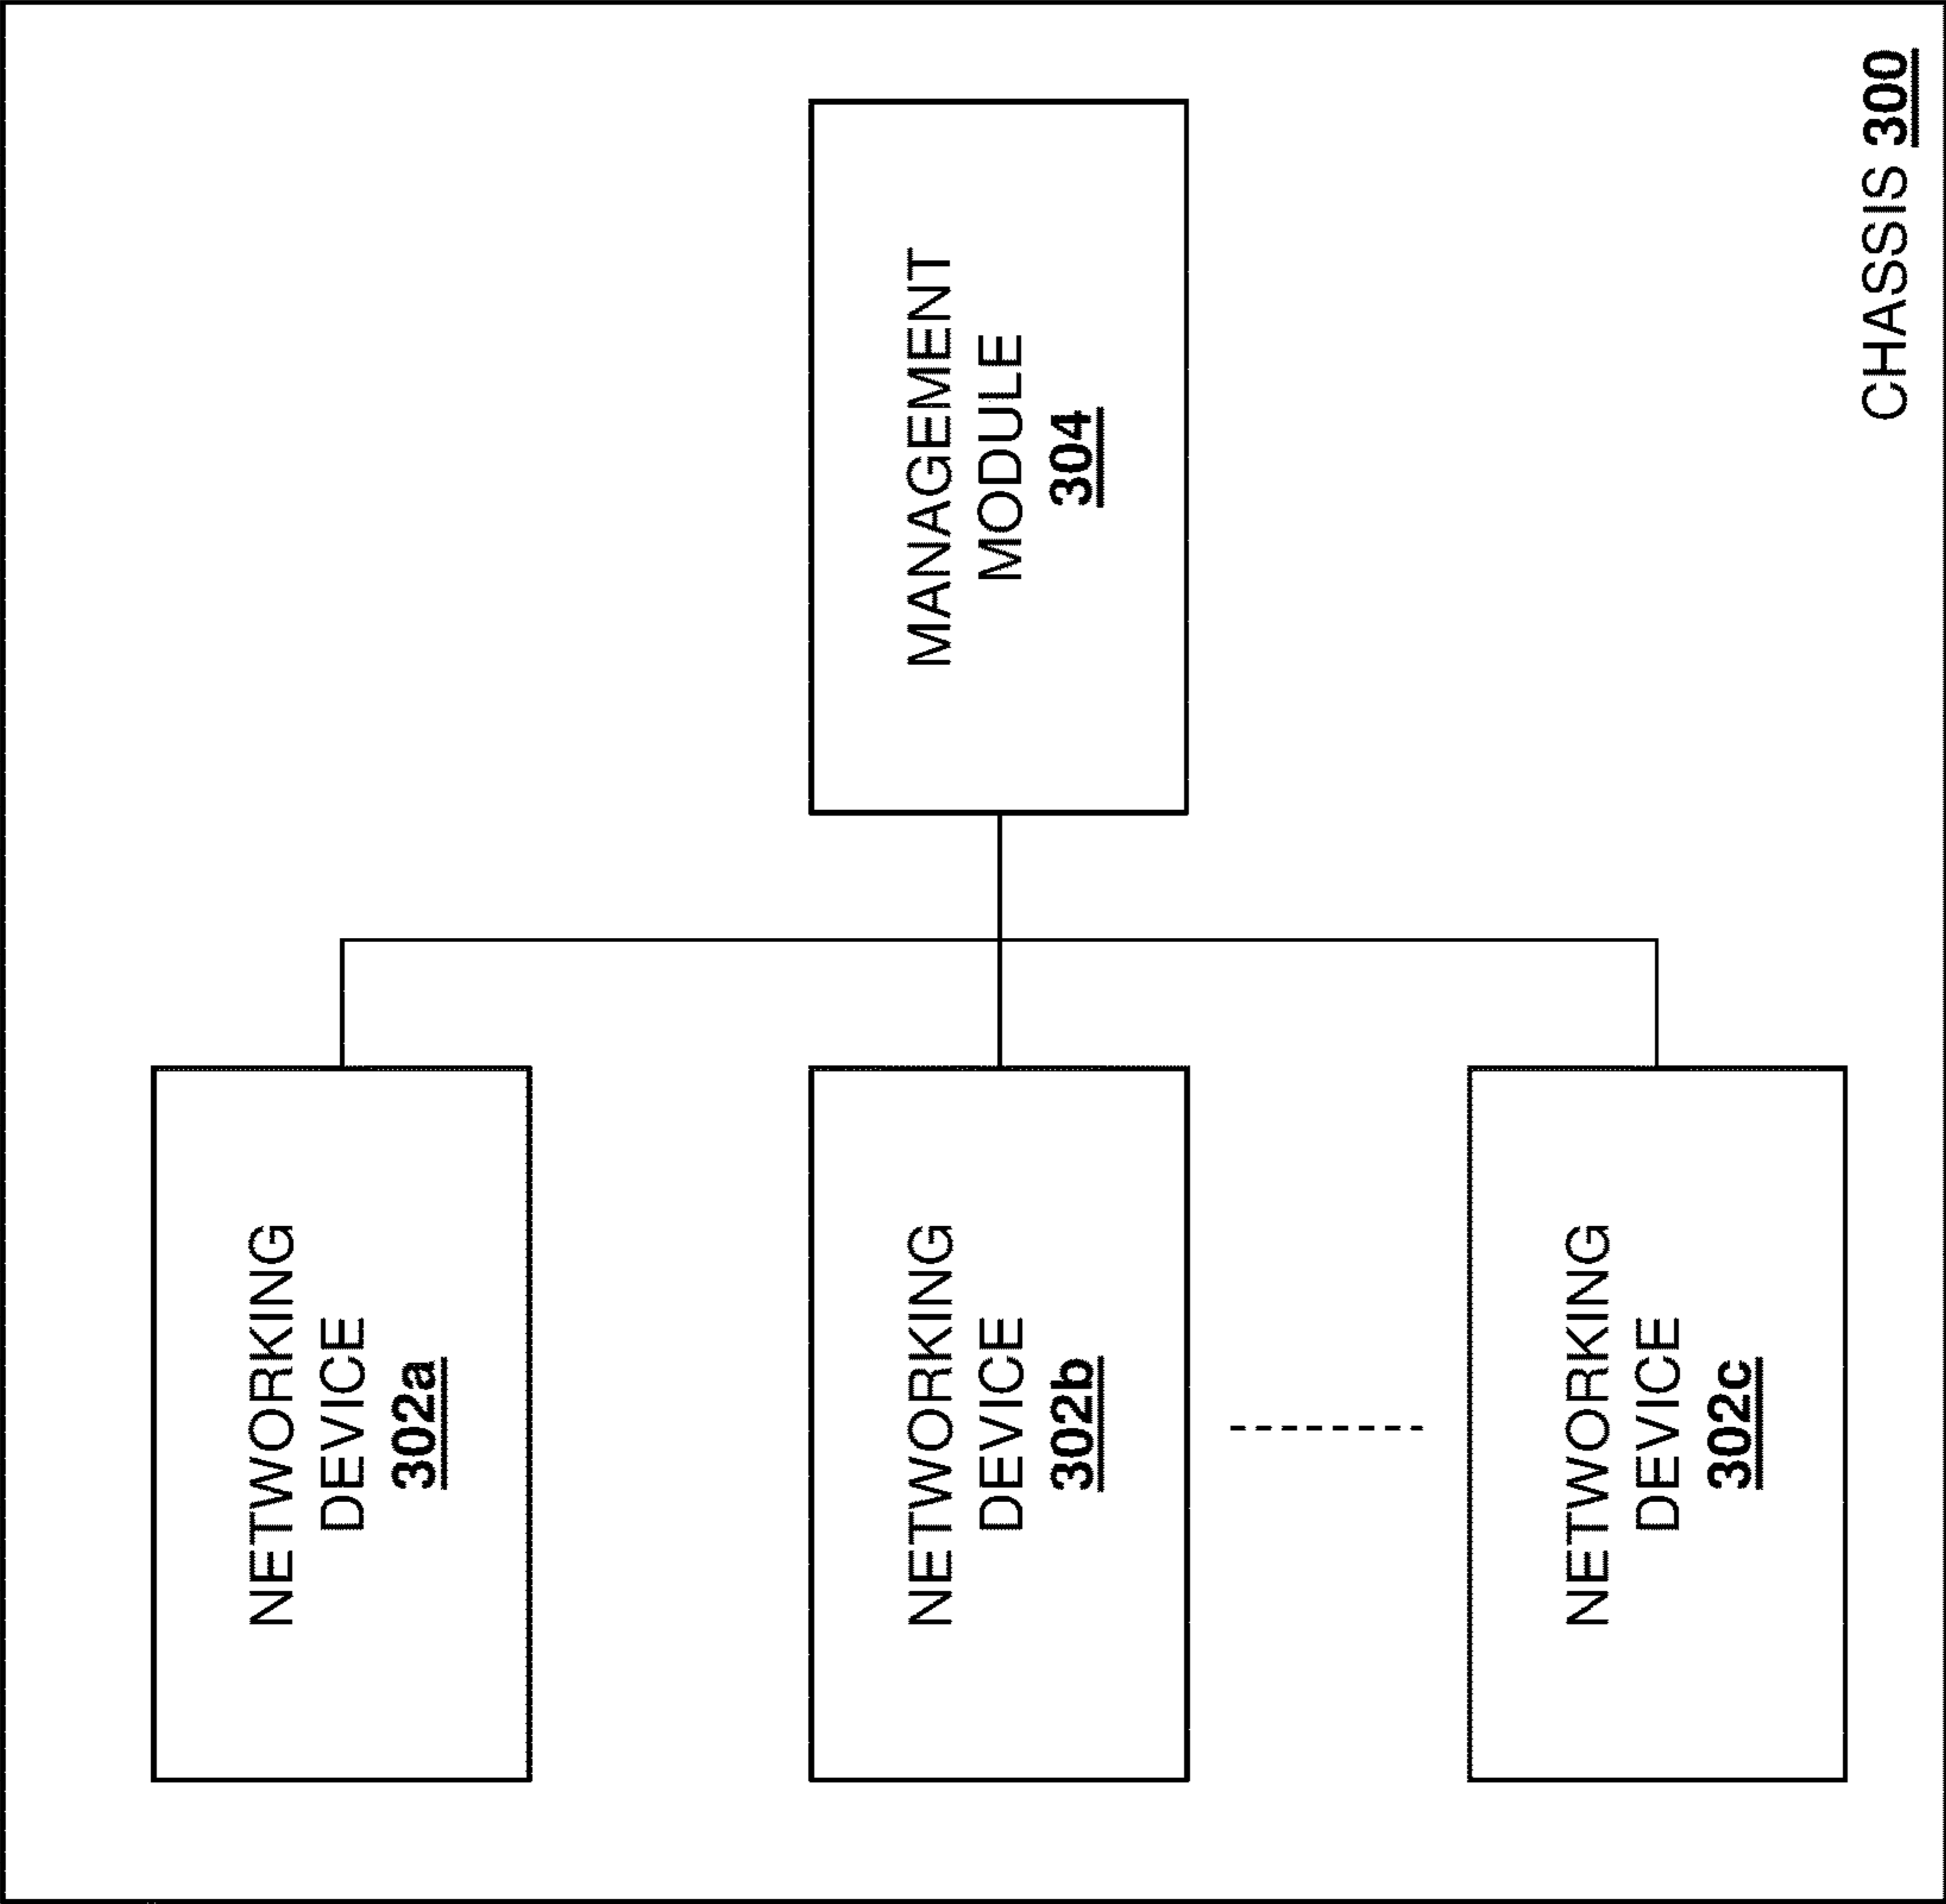 NETWORKING
DEVICE
302a
NETWORKING
DEVICE
302b
NETWORKING
DEVICE
302c
MANAGEMENT
MODULE
304
CHASSIS 300